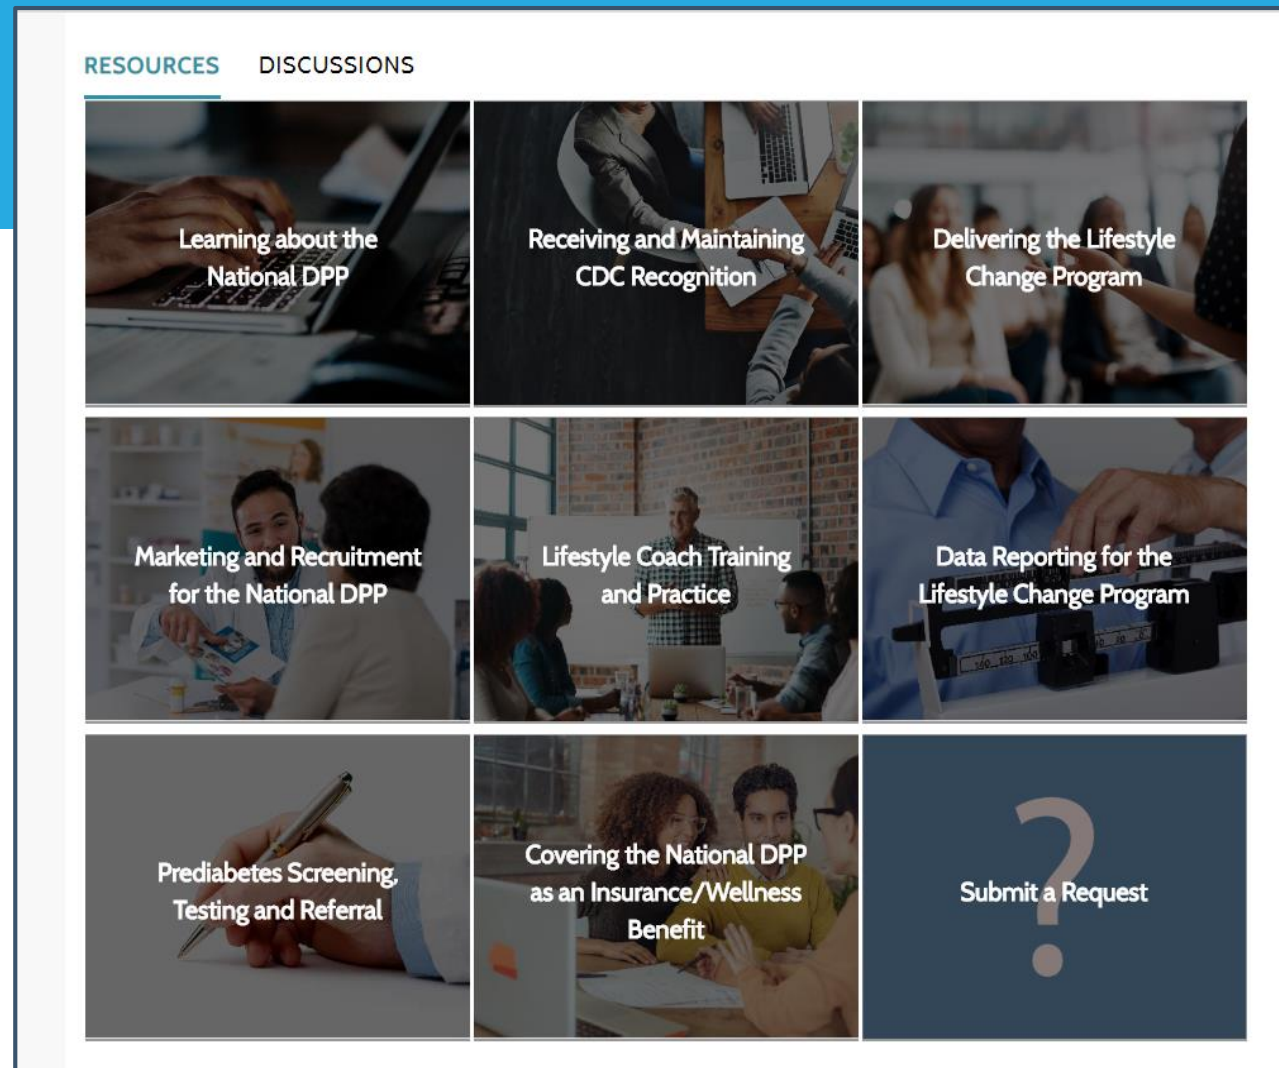 RESOURCES DISCUSSIONS
Learning about the
National DPP
Receiving and Maintaining
CDC Recognition
Delivering the Lifestyle
Change Program
Marketing and Recruitment
for the National DPP
Lifestyle Coach Training
and Practice
Data Reporting for the
Lifestyle Change Program
Prediabetes Screening,
Testing and Referral
Covering the National DPP
as an Insurance/Wellness
Benefit
?
Submit a Request